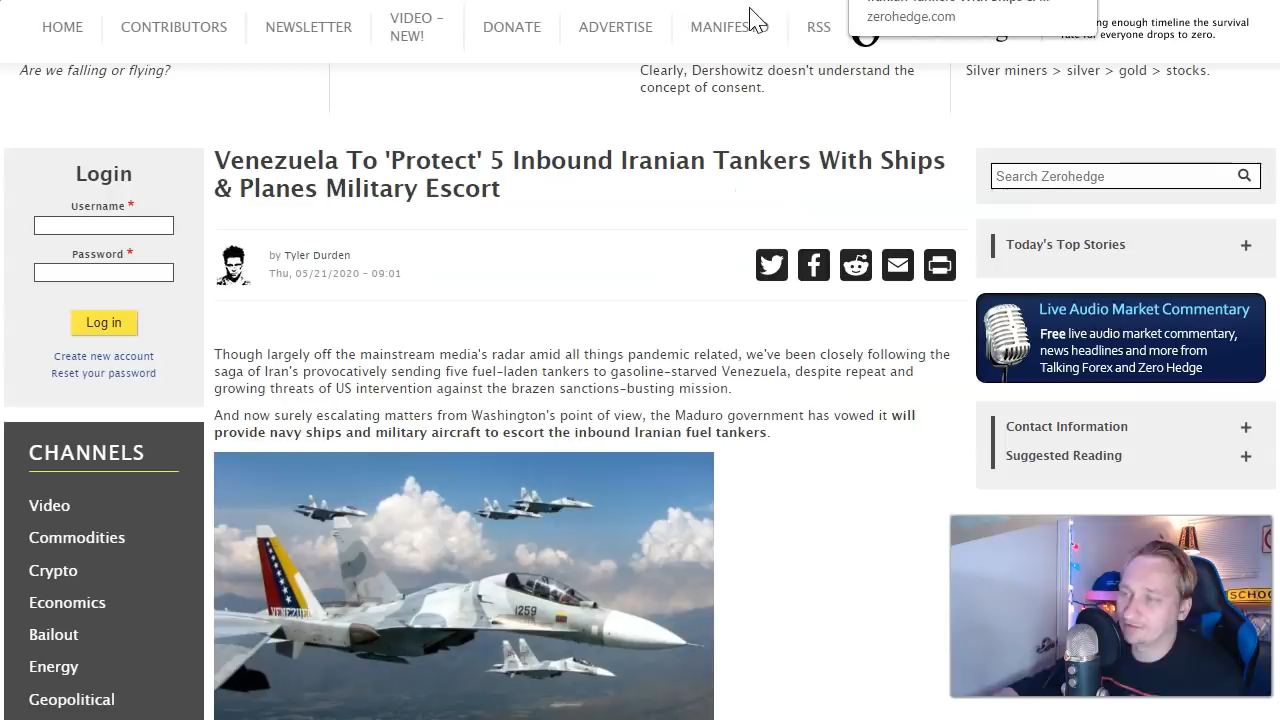 Iranian Tankers With Ships & ...
zerohedge.com
HOME
CONTRIBUTORS
NEWSLETTER
VIDEO –
NEW!
DONATE
ADVERTISE
MANIFES
RSS
ng enough timeline the survival
rate for everyone drops to zero.
Are we falling or flying?
Clearly, Dershowitz doesn't understand the
concept of consent.
Silver miners > silver > gold > stocks.
Login
Username *
Password *
Log in
Create new account
Reset your password
CHANNELS
Video
Commodities
Crypto
Economics
Bailout
Energy
Geopolitical
Venezuela To 'Protect' 5 Inbound Iranian Tankers With Ships
& Planes Military Escort
by Tyler Durden
Thu, 05/21/2020 - 09:01
Though largely off the mainstream media's radar amid all things pandemic related, we've been closely following the
saga of Iran's provocatively sending five fuel-laden tankers to gasoline-starved Venezuela, despite repeat and
growing threats of US intervention against the brazen sanctions-busting mission.
And now surely escalating matters from Washington's point of view, the Maduro government has vowed it will
provide navy ships and military aircraft to escort the inbound Iranian fuel tankers.
VENEZUELA
1259
Search Zerohedge
Today's Top Stories +
Live Audio Market Commentary
Free live audio market commentary,
news headlines and more from
Talking Forex and Zero Hedge
Contact Information +
Suggested Reading +
SCHOO